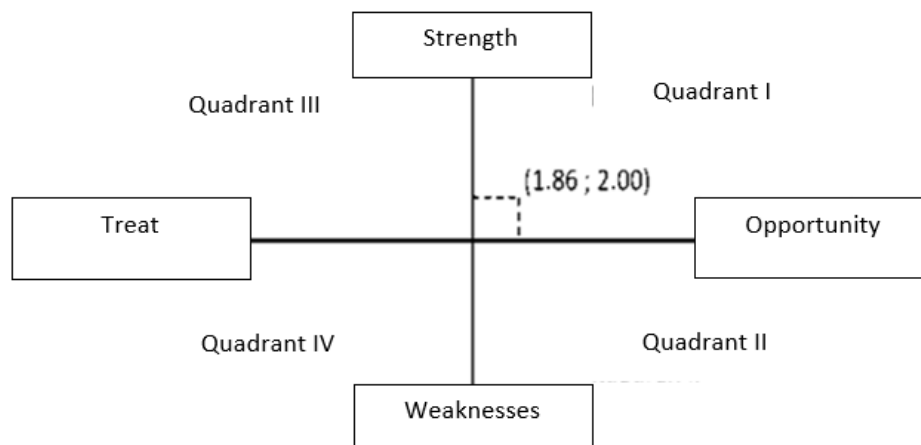 Strength
Quadrant III
Quadrant I
(1.86 ; 2.00)
Treat
Opportunity
Quadrant IV
Quadrant II
Weaknesses